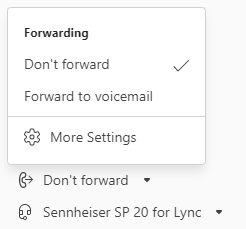 Forwarding
Don't forward
Forward to voicemail
More Settings
Don't forward
Sennheiser SP 20 for Lync